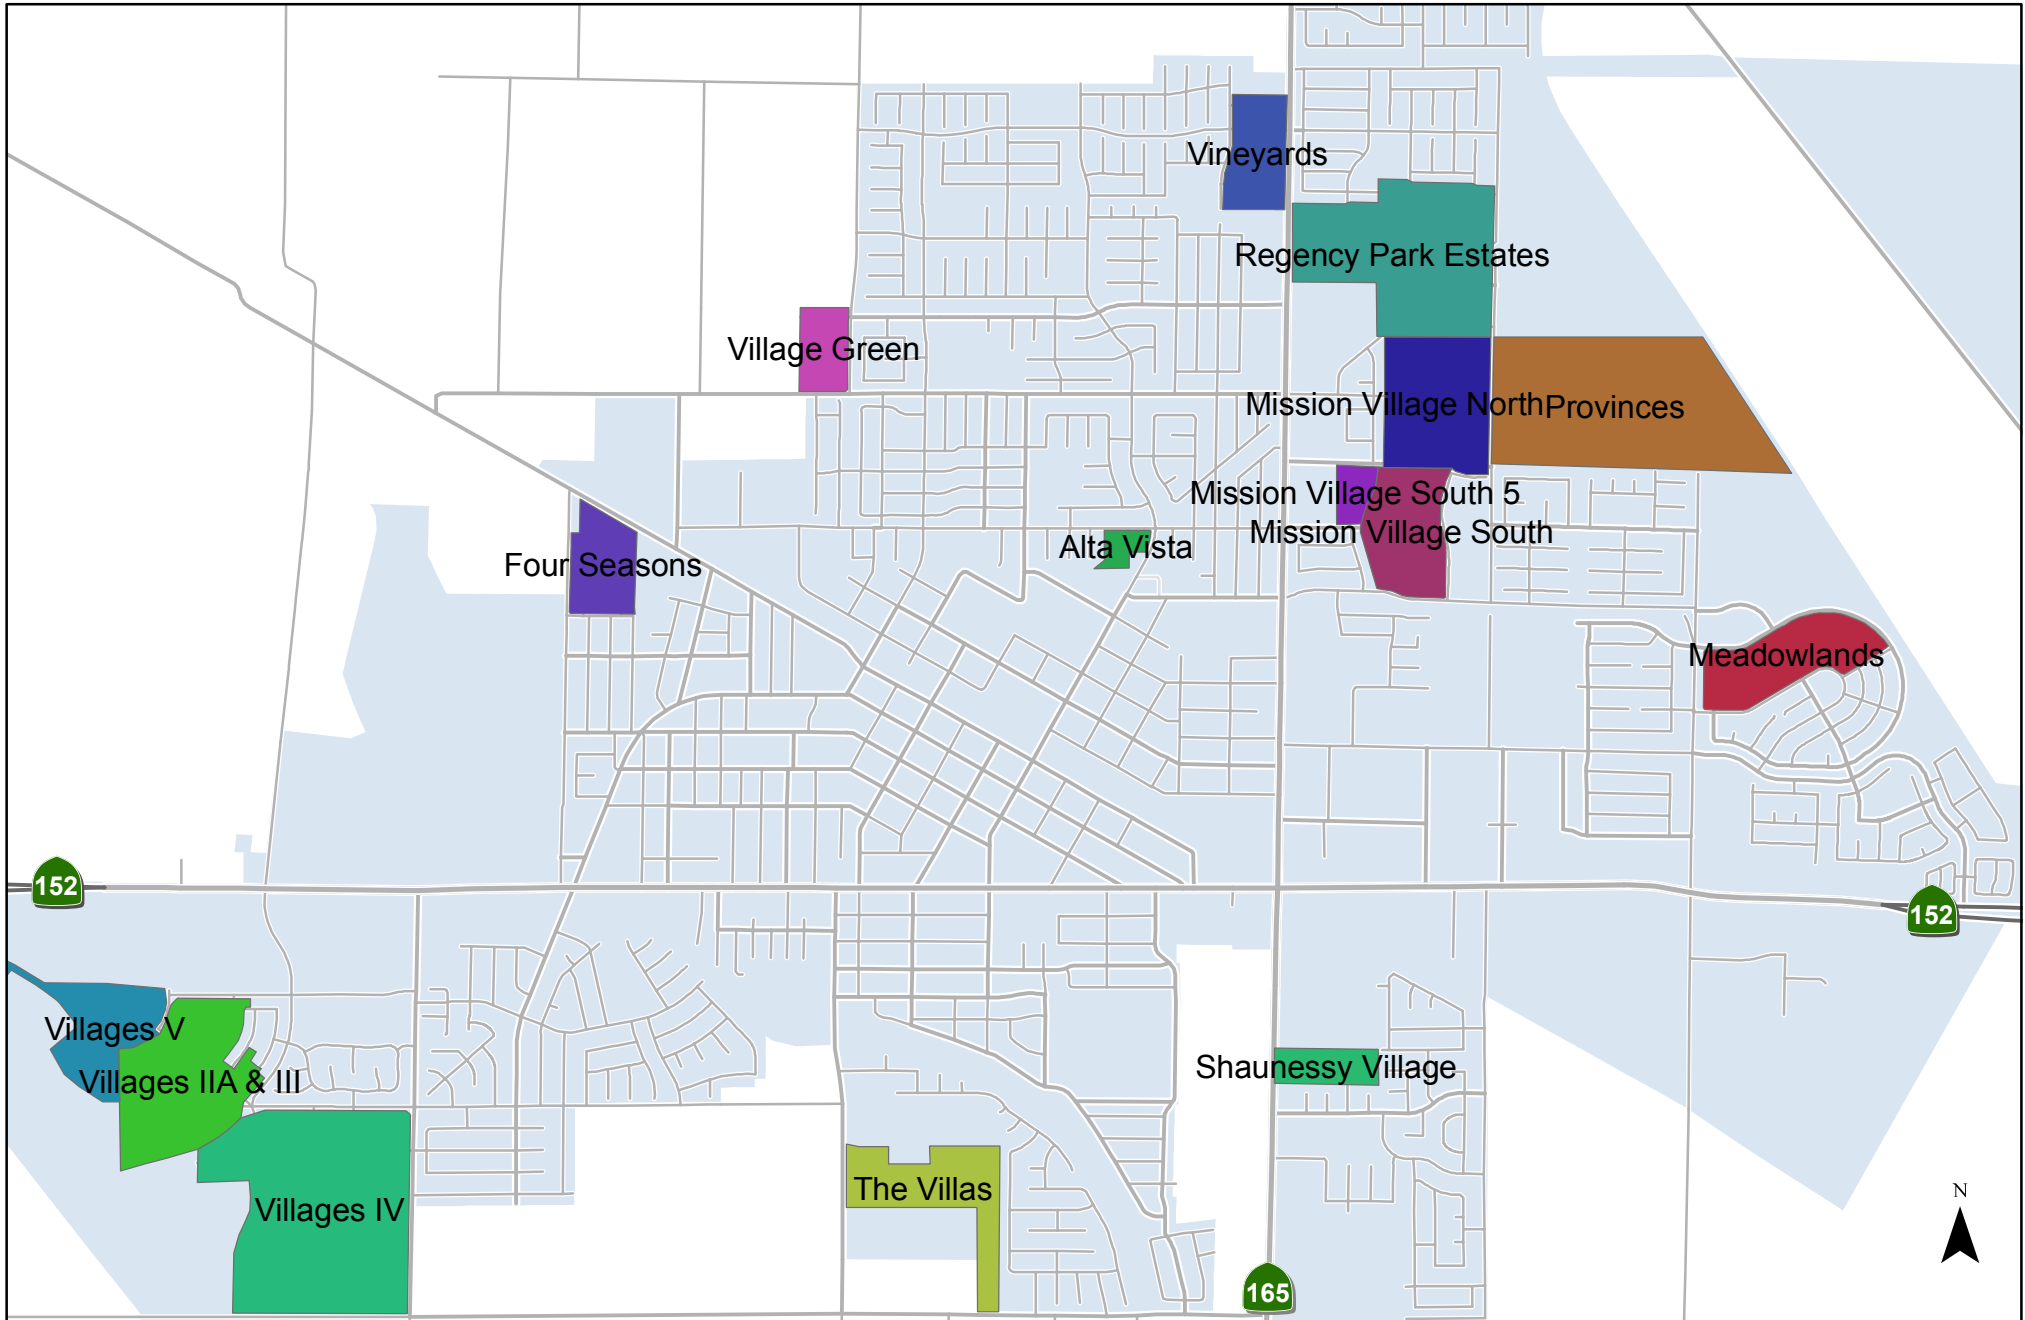 Vineyards
Regency Park Estates
Village Green
Mission Village North
Provinces
Mission Village South 5
Mission Village South
Alta Vista
Four Seasons
Meadowlands
152
152
Villages V
Shaunessy Village
Villages IIA & III
The Villas
N
Villages IV
165